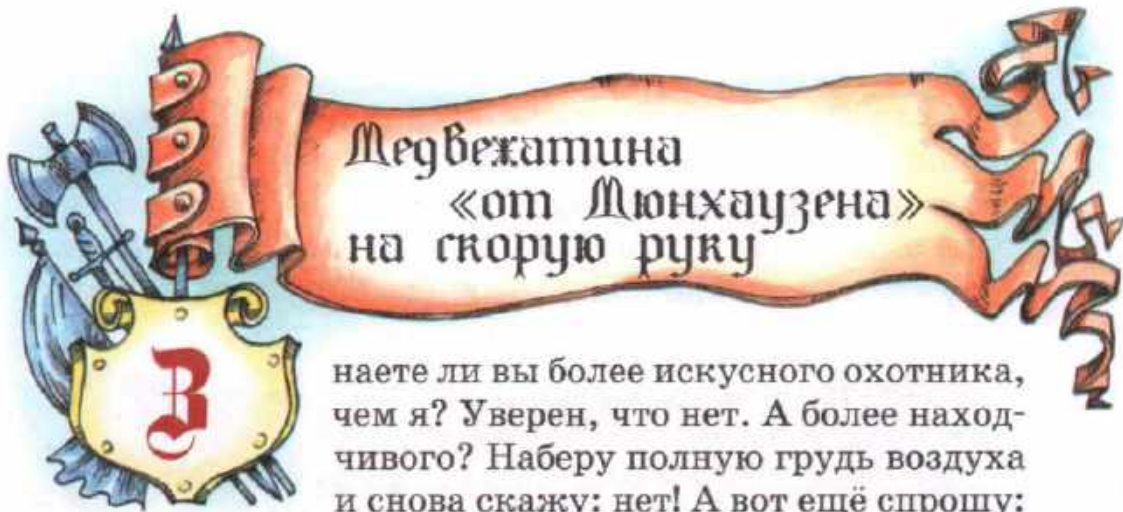 Медвежатина
«от Мюнхаузена»
на скорую руку
Знаете ли вы более искусного охотника,
чем я? Уверен, что нет. А более наход-
чивого? Наберу полную грудь воздуха
и снова скажу: нет! А вот ещё спрошу: